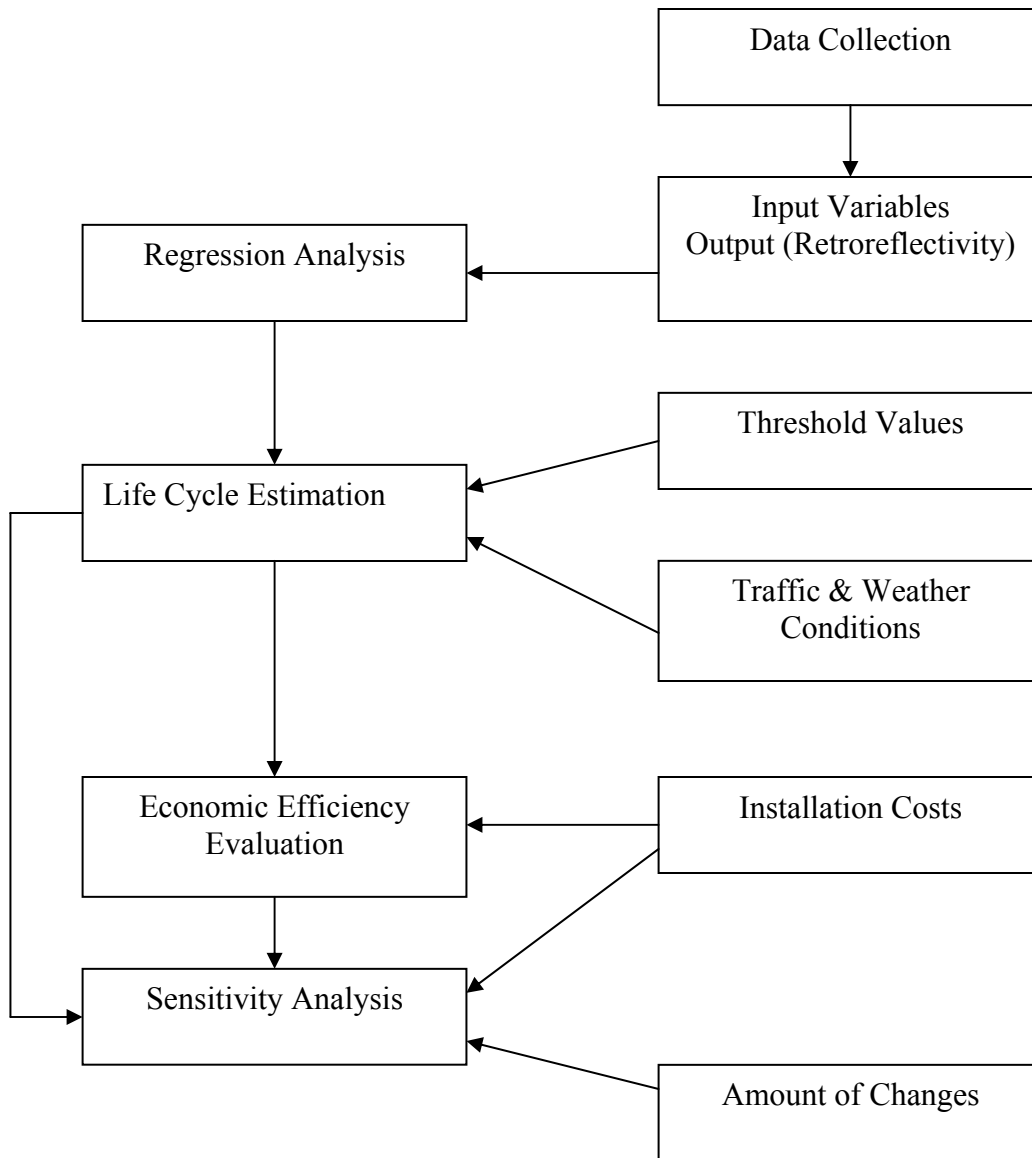 Data Collection
Input Variables
Output (Retroreflectivity)
Regression Analysis
Threshold Values
Life Cycle Estimation
Traffic & Weather
Conditions
Economic Efficiency
Evaluation
Installation Costs
Sensitivity Analysis
Amount of Changes